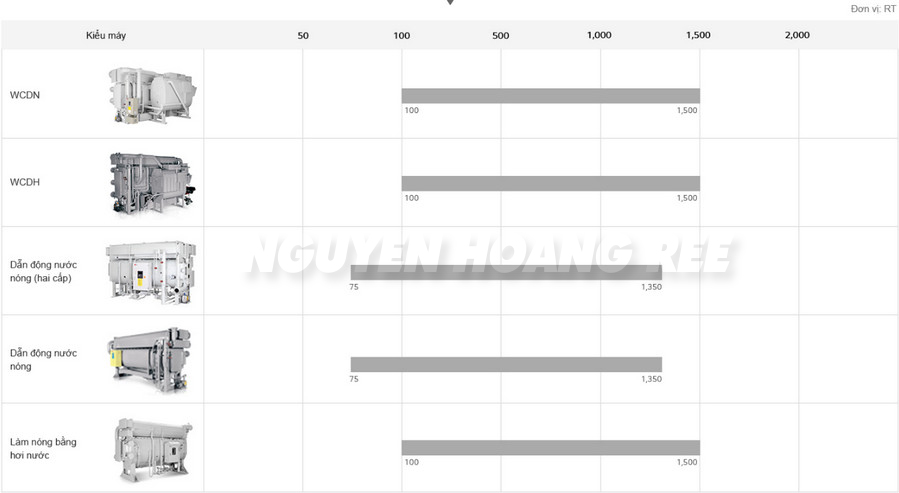 Đơn vị: RT
Kiểu máy 50 100 500 1,000 1,500 2,000
WCDN
100 1,500
WCDH
100 1,500
NGUYEN HOANG REE
Dẫn động nước
nóng (hai cấp)
75 1,350
Dẫn động nước
nóng
75 1,350
Làm nóng bằng
hơi nước
100 1,500